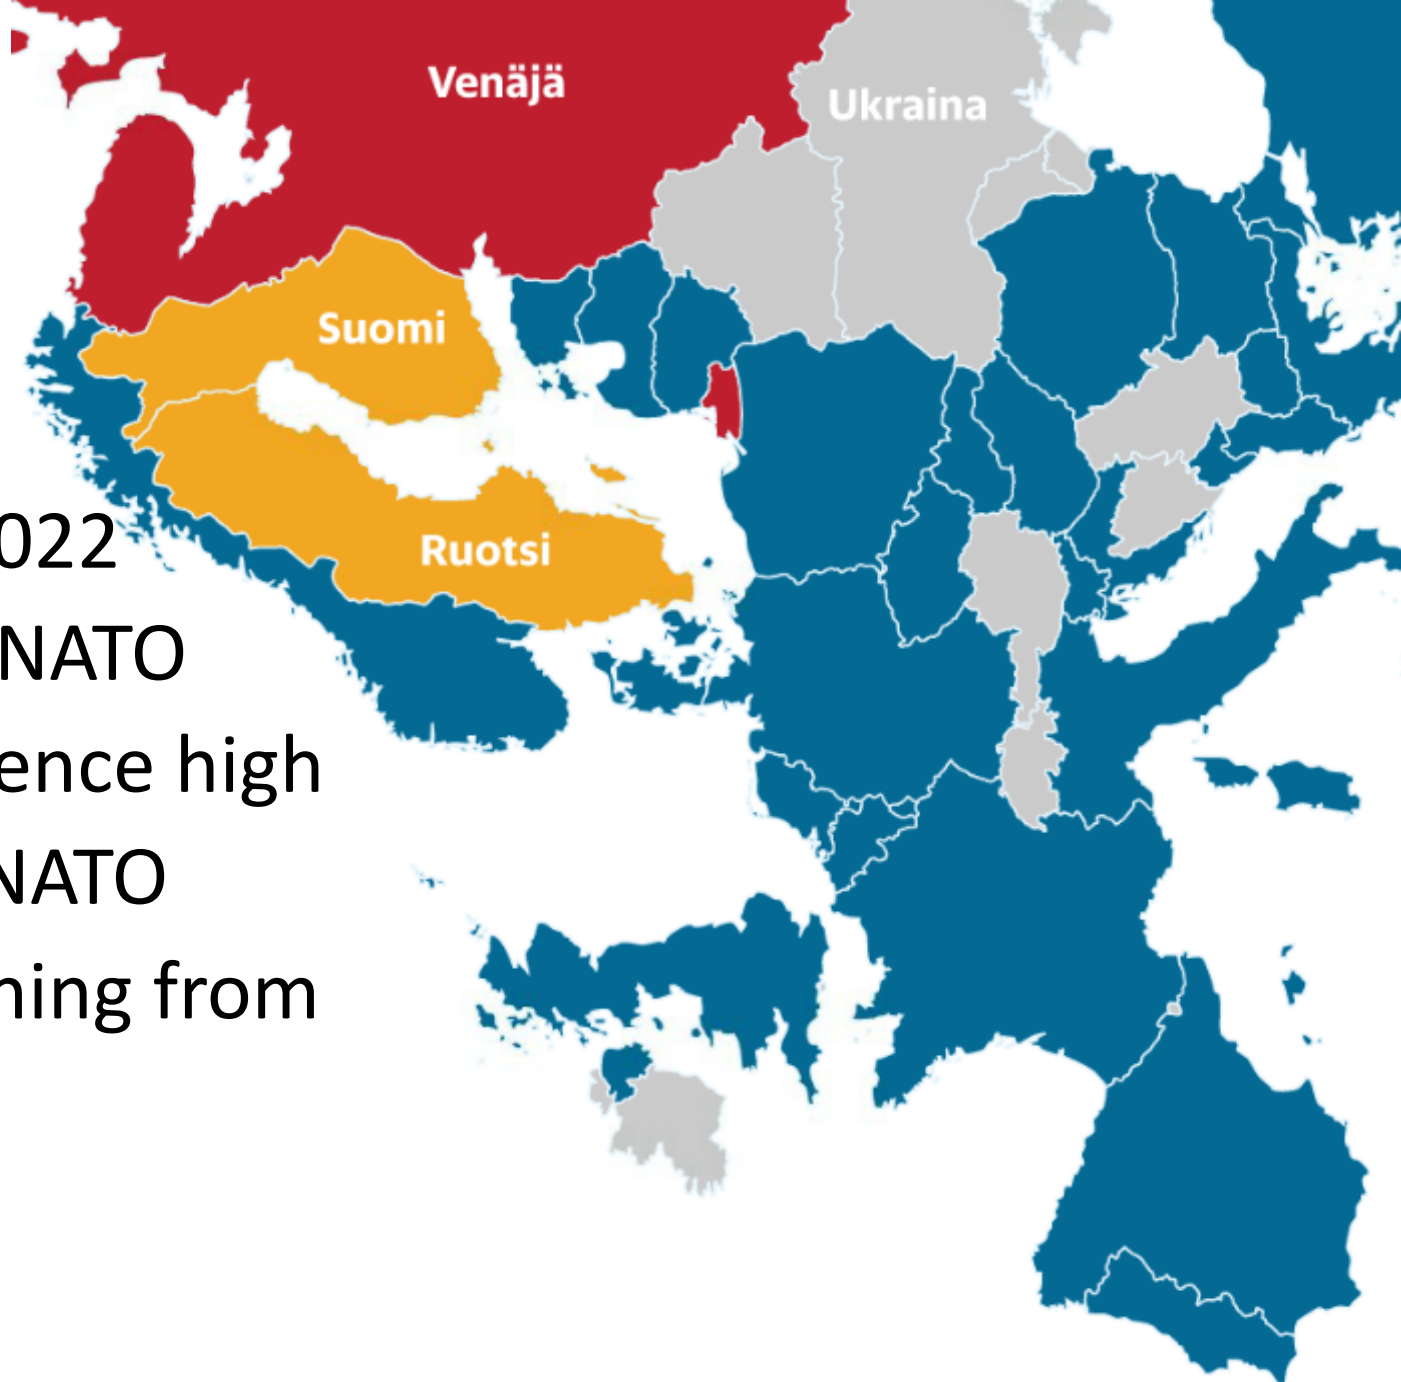 Venäjä
Ukraina
Suomi
Ruotsi
022
NATO
ence high
NATO
ning from